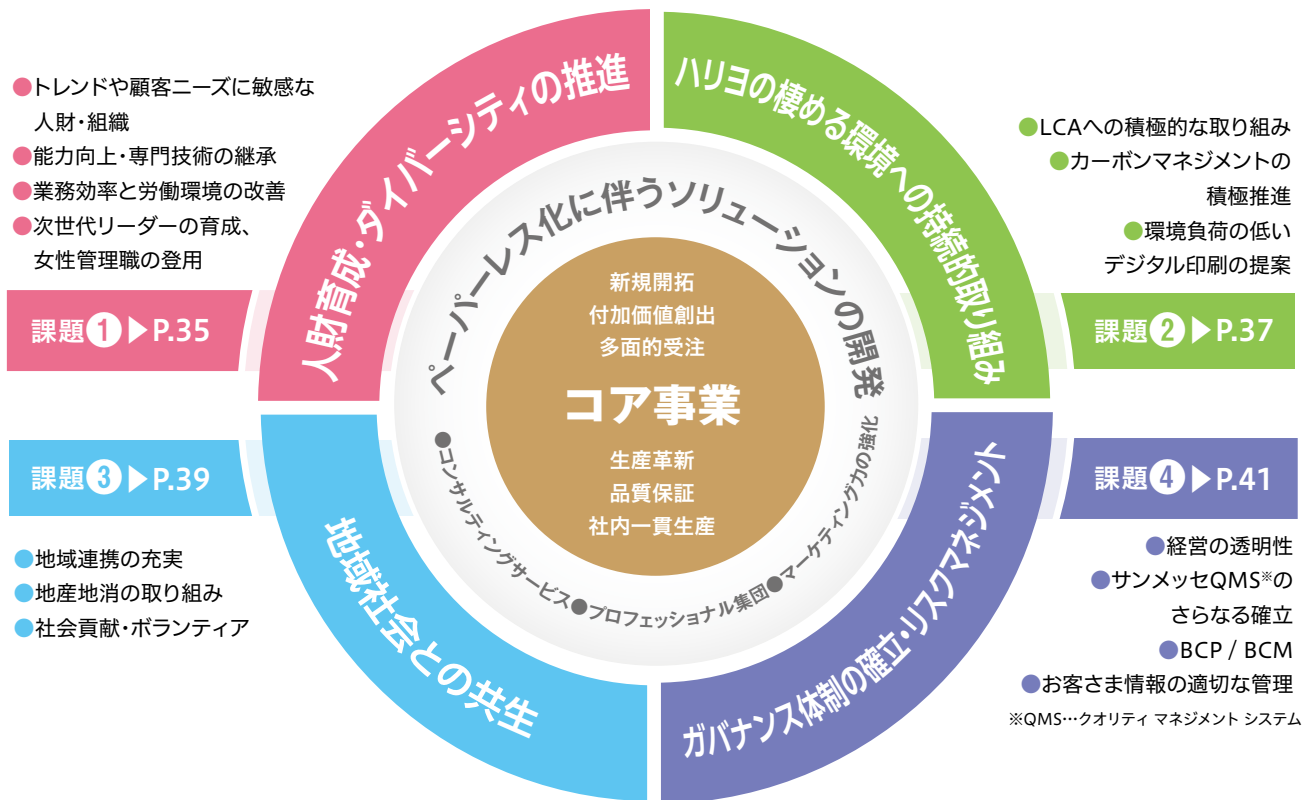 人財育成・ダイバーシティの推進
●トレンドや顧客ニーズに敏感な
人財・組織
●能力向上・専門技術の継承
●業務効率と労働環境の改善
●次世代リーダーの育成、
女性管理職の登用
課題1▶P.35
ハリヨの棲める環境への持続的取り組み
●LCAへの積極的な取り組み
●カーボンマネジメントの
積極推進
●環境負荷の低い
デジタル印刷の提案
課題2▶P.37
ペーパーレス化に伴うソリューションの開発
新規開拓
付加価値創出
多面的受注
コア事業
生産革新
品質保証
社内一貫生産
●コンサルティングサービス●プロフェッショナル集団●マーケティング力の強化
課題3▶P.39
地域社会との共生
●地域連携の充実
●地産地消の取り組み
●社会貢献・ボランティア
課題4▶P.41
ガバナンス体制の確立・リスクマネジメント
●経営の透明性
●サンメッセQMS※の
さらなる確立
●BCP / BCM
●お客さま情報の適切な管理
※QMS…クオリティ マネジメント システム